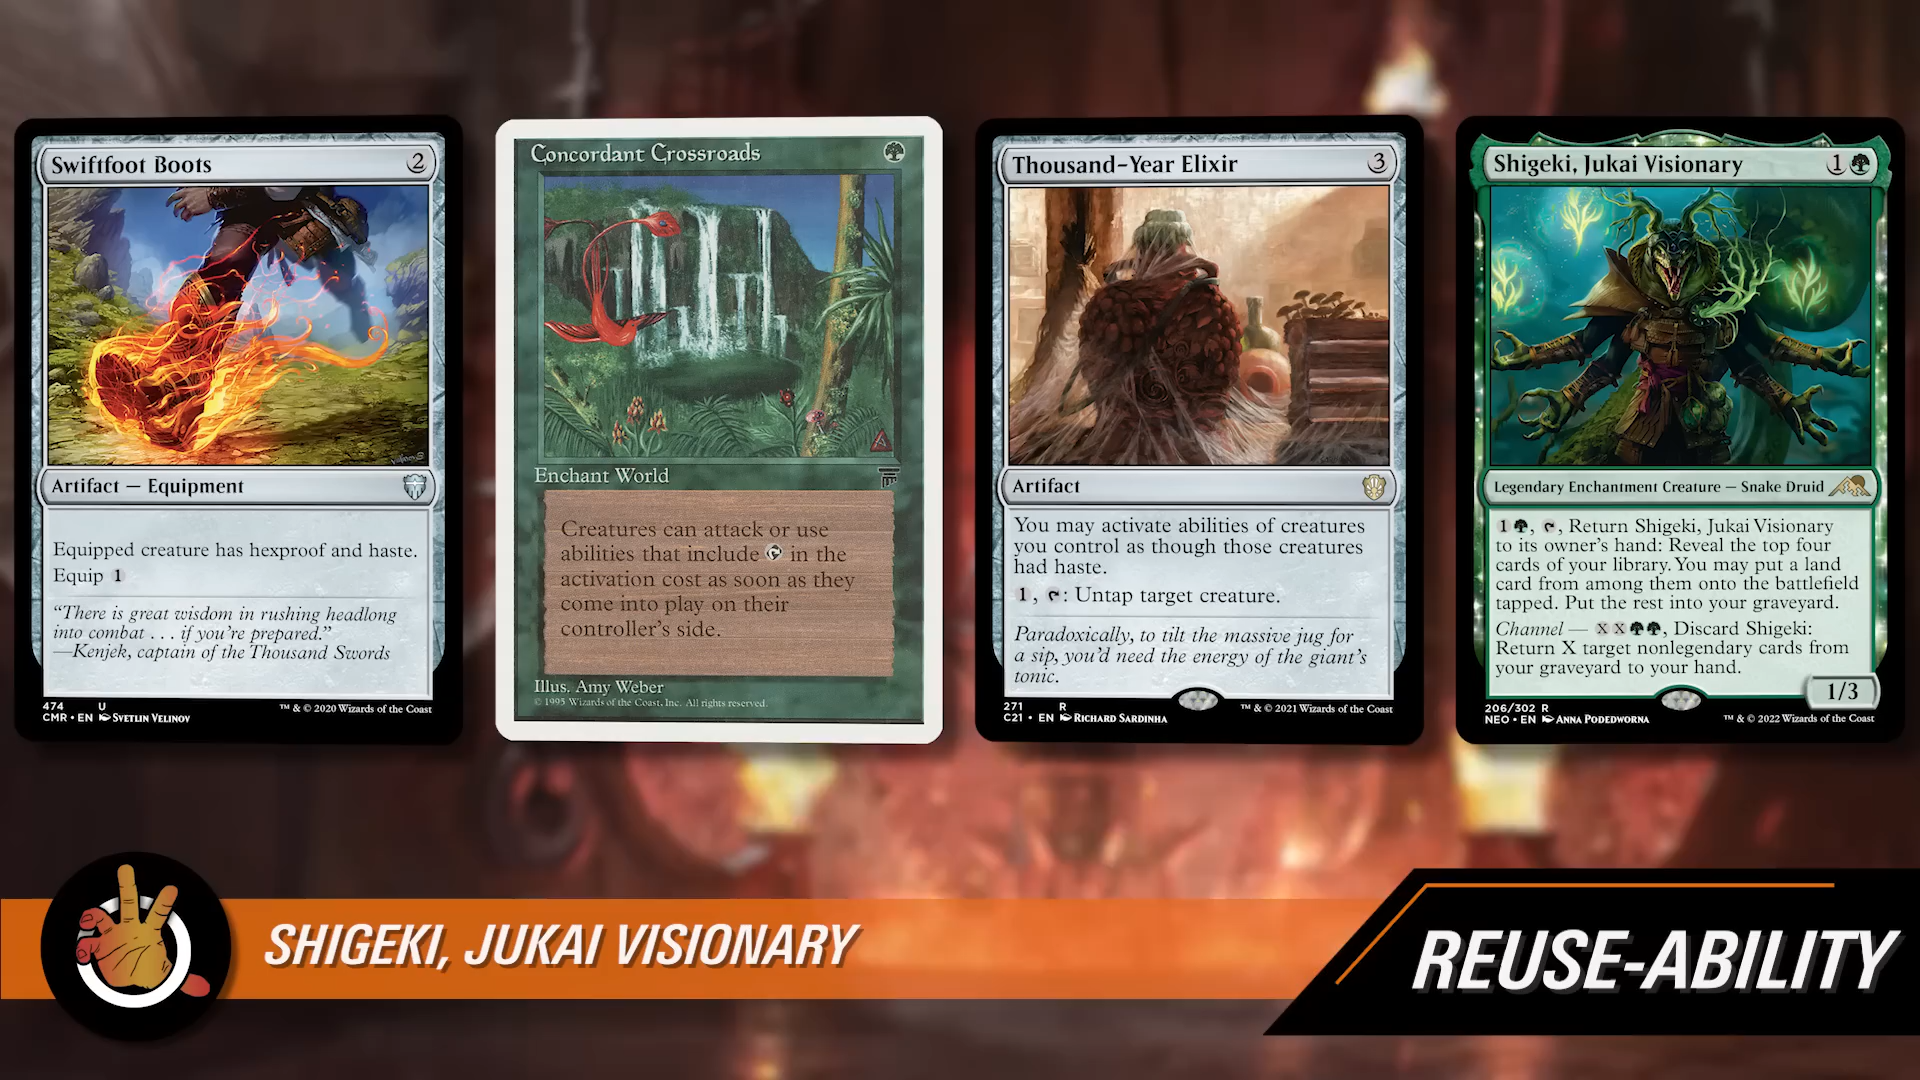 Swiftfoot Boots 2
Artifact — Equipment
Equipped creature has hexproof and haste.
Equip 1
“There is great wisdom in rushing headlong
into combat . . . if you’re prepared.”
—Kenjek, captain of the Thousand Swords
474 U
CMR • EN Svetlin Velinov
™ & © 2020 Wizards of the Coast
Concordant Crossroads
Enchant World
Creatures can attack or use
abilities that include in the
activation cost as soon as they
come into play on their
controller’s side.
Illus. Amy Weber
© 1995 Wizards of the Coast, Inc. All rights reserved.
Thousand-Year Elixir 3
Artifact
You may activate abilities of creatures
you control as though those creatures
had haste.
1, : Untap target creature.
Paradoxically, to tilt the massive jug for
a sip, you’d need the energy of the giant’s
tonic.
271 R
C21 • EN Richard Sardinha
™ & © 2021 Wizards of the Coast
Shigeki, Jukai Visionary 1
Legendary Enchantment Creature — Snake Druid
1, , Return Shigeki, Jukai Visionary
to its owner’s hand: Reveal the top four
cards of your library. You may put a land
card from among them onto the battlefield
tapped. Put the rest into your graveyard.
Channel — X X, Discard Shigeki:
Return X target nonlegendary cards from
your graveyard to your hand.
1/3
206/302 R
NEO • EN Anna Podedworna
™ & © 2022 Wizards of the Coast
SHIGEKI, JUKAI VISIONARY
REUSE-ABILITY